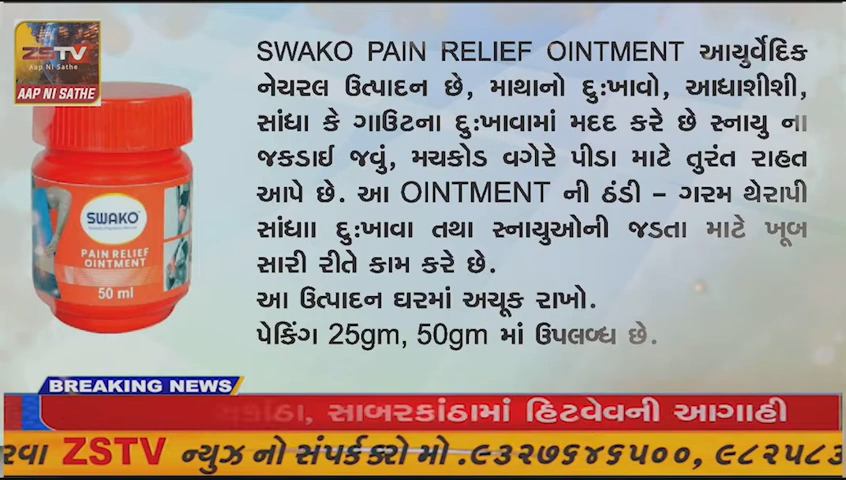 ZSTV
Aap Ni Sathe
AAP NI SATHE
SWAKO PAIN RELIEF OINTMENT આયુર્વેદિક
નેચરલ ઉત્પાદન છે, માથાનો દુઃખાવો, આધાશીશી,
સાંધા કે ગાઉટના દુઃખાવામાં મદદ કરે છે સ્નાયુ ના
જકડાઈ જવું, મચકોડ વગેરે પીડા માટે તુરંત રાહત
આપે છે. આ OINTMENT ની ઠંડી – ગરમ થેરાપી
સાંધાા દુઃખાવા તથા સ્નાયુઓની જડતા માટે ખૂબ
સારી રીતે કામ કરે છે.
આ ઉત્પાદન ઘરમાં અચૂક રાખો.
પેકિંગ 25gm, 50gm માં ઉપલબ્ધ છે.
SWAKO
PAIN RELIEF
OINTMENT
50 ml
BREAKING NEWS
સાબરકાંઠામાં હિટવેવની આગાહી
રવા ZSTV ન્યુઝ નો સંપર્ક કરો મો .૯૩૨૭૬૪૬૫૦૦, ૯૮૨૫૮૩